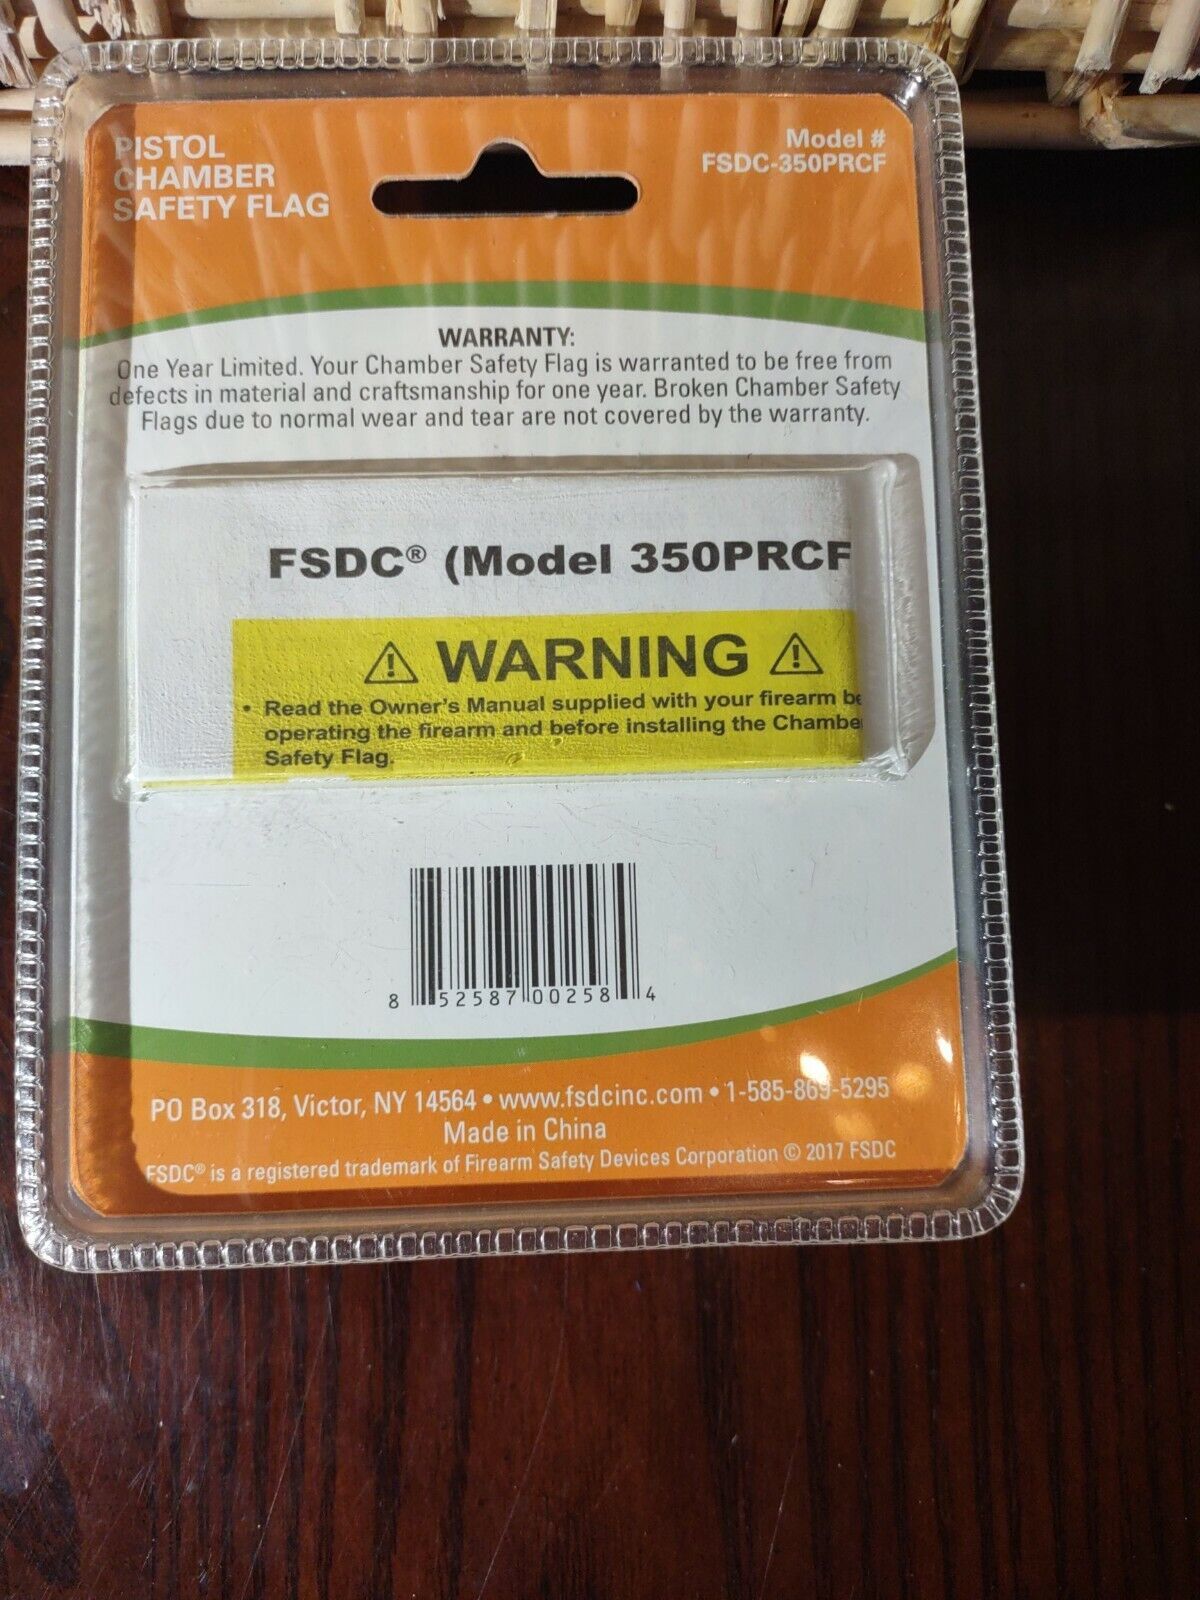 PISTOL
CHAMBER
SAFETY FLAG
Model #
FSDC-350PRCF
WARRANTY:
One Year Limited. Your Chamber Safety Flag is warranted to be free from
defects in material and craftsmanship for one year. Broken Chamber Safety
Flags due to normal wear and tear are not covered by the warranty.
FSDC® (Model 350PRCF
⚠ WARNING ⚠
• Read the Owner's Manual supplied with your firearm be
operating the firearm and before installing the Chambe
Safety Flag.
8 52587 00258 4
PO Box 318, Victor, NY 14564 • www.fsdcinc.com • 1-585-869-5295
Made in China
FSDC® is a registered trademark of Firearm Safety Devices Corporation © 2017 FSDC